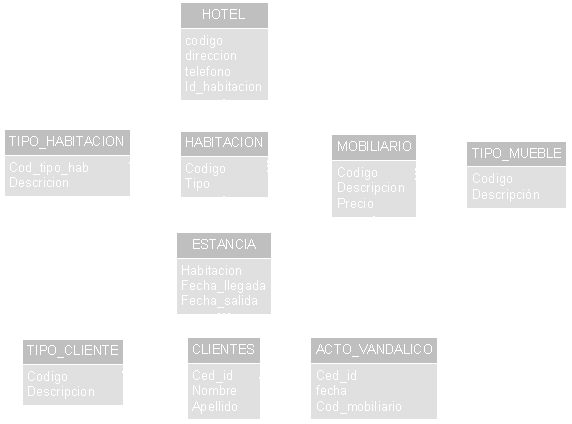 HOTEL
codigo
direccion
telefono
Id_habitacion
TIPO_HABITACION
Cod_tipo_hab
Descricion
HABITACION
Codigo
Tipo
MOBILIARIO
Codigo
Descripcion
Precio
TIPO_MUEBLE
Codigo
Descripción
ESTANCIA
Habitacion
Fecha_llegada
Fecha_salida
TIPO_CLIENTE
Codigo
Descripcion
CLIENTES
Ced_id
Nombre
Apellido
ACTO_VANDALICO
Ced_id
fecha
Cod_mobiliario